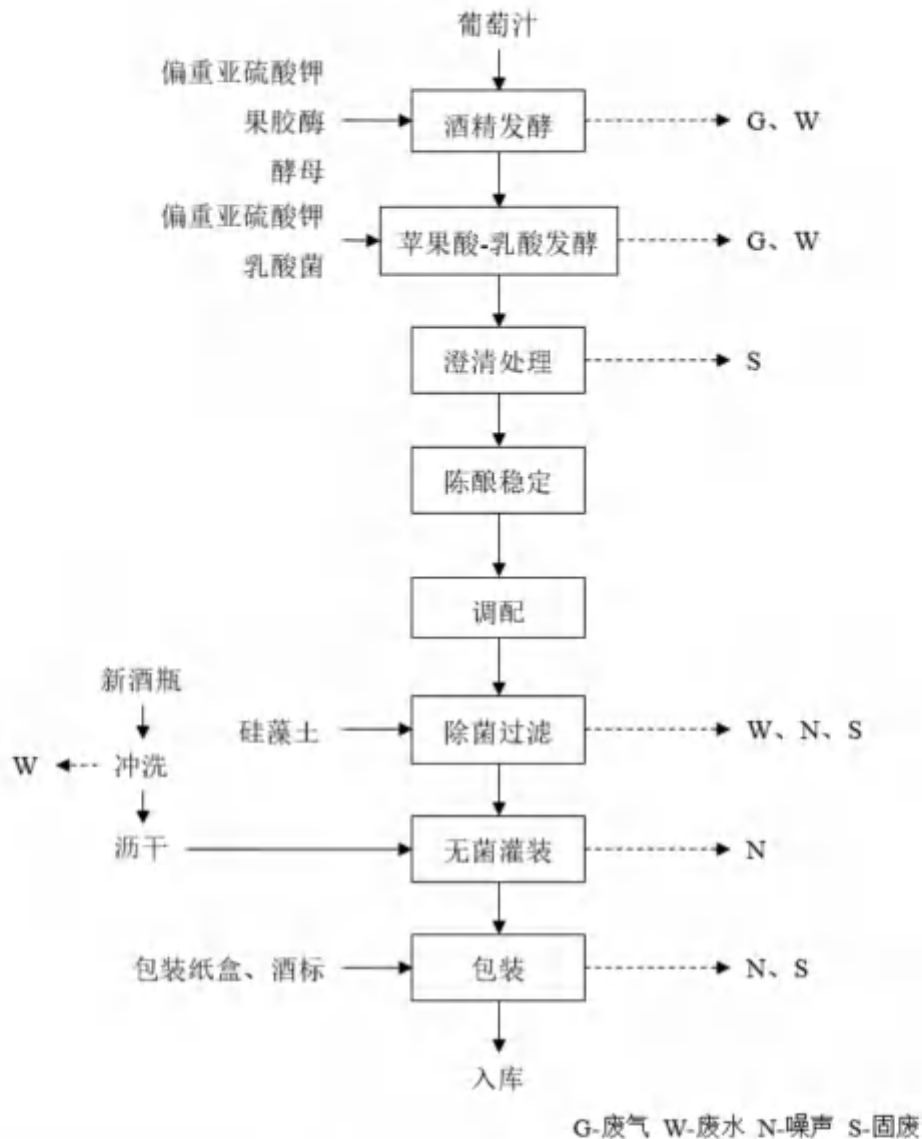 葡萄汁
偏重亚硫酸钾
果胶酶
酵母
酒精发酵
G、W
偏重亚硫酸钾
乳酸菌
苹果酸-乳酸发酵
G、W
澄清处理
S
陈酿稳定
调配
新酒瓶
硅藻土
除菌过滤
W、N、S
W
冲洗
沥干
无菌灌装
N
包装纸盒、酒标
包装
N、S
入库
G-废气 W-废水 N-噪声 S-固废